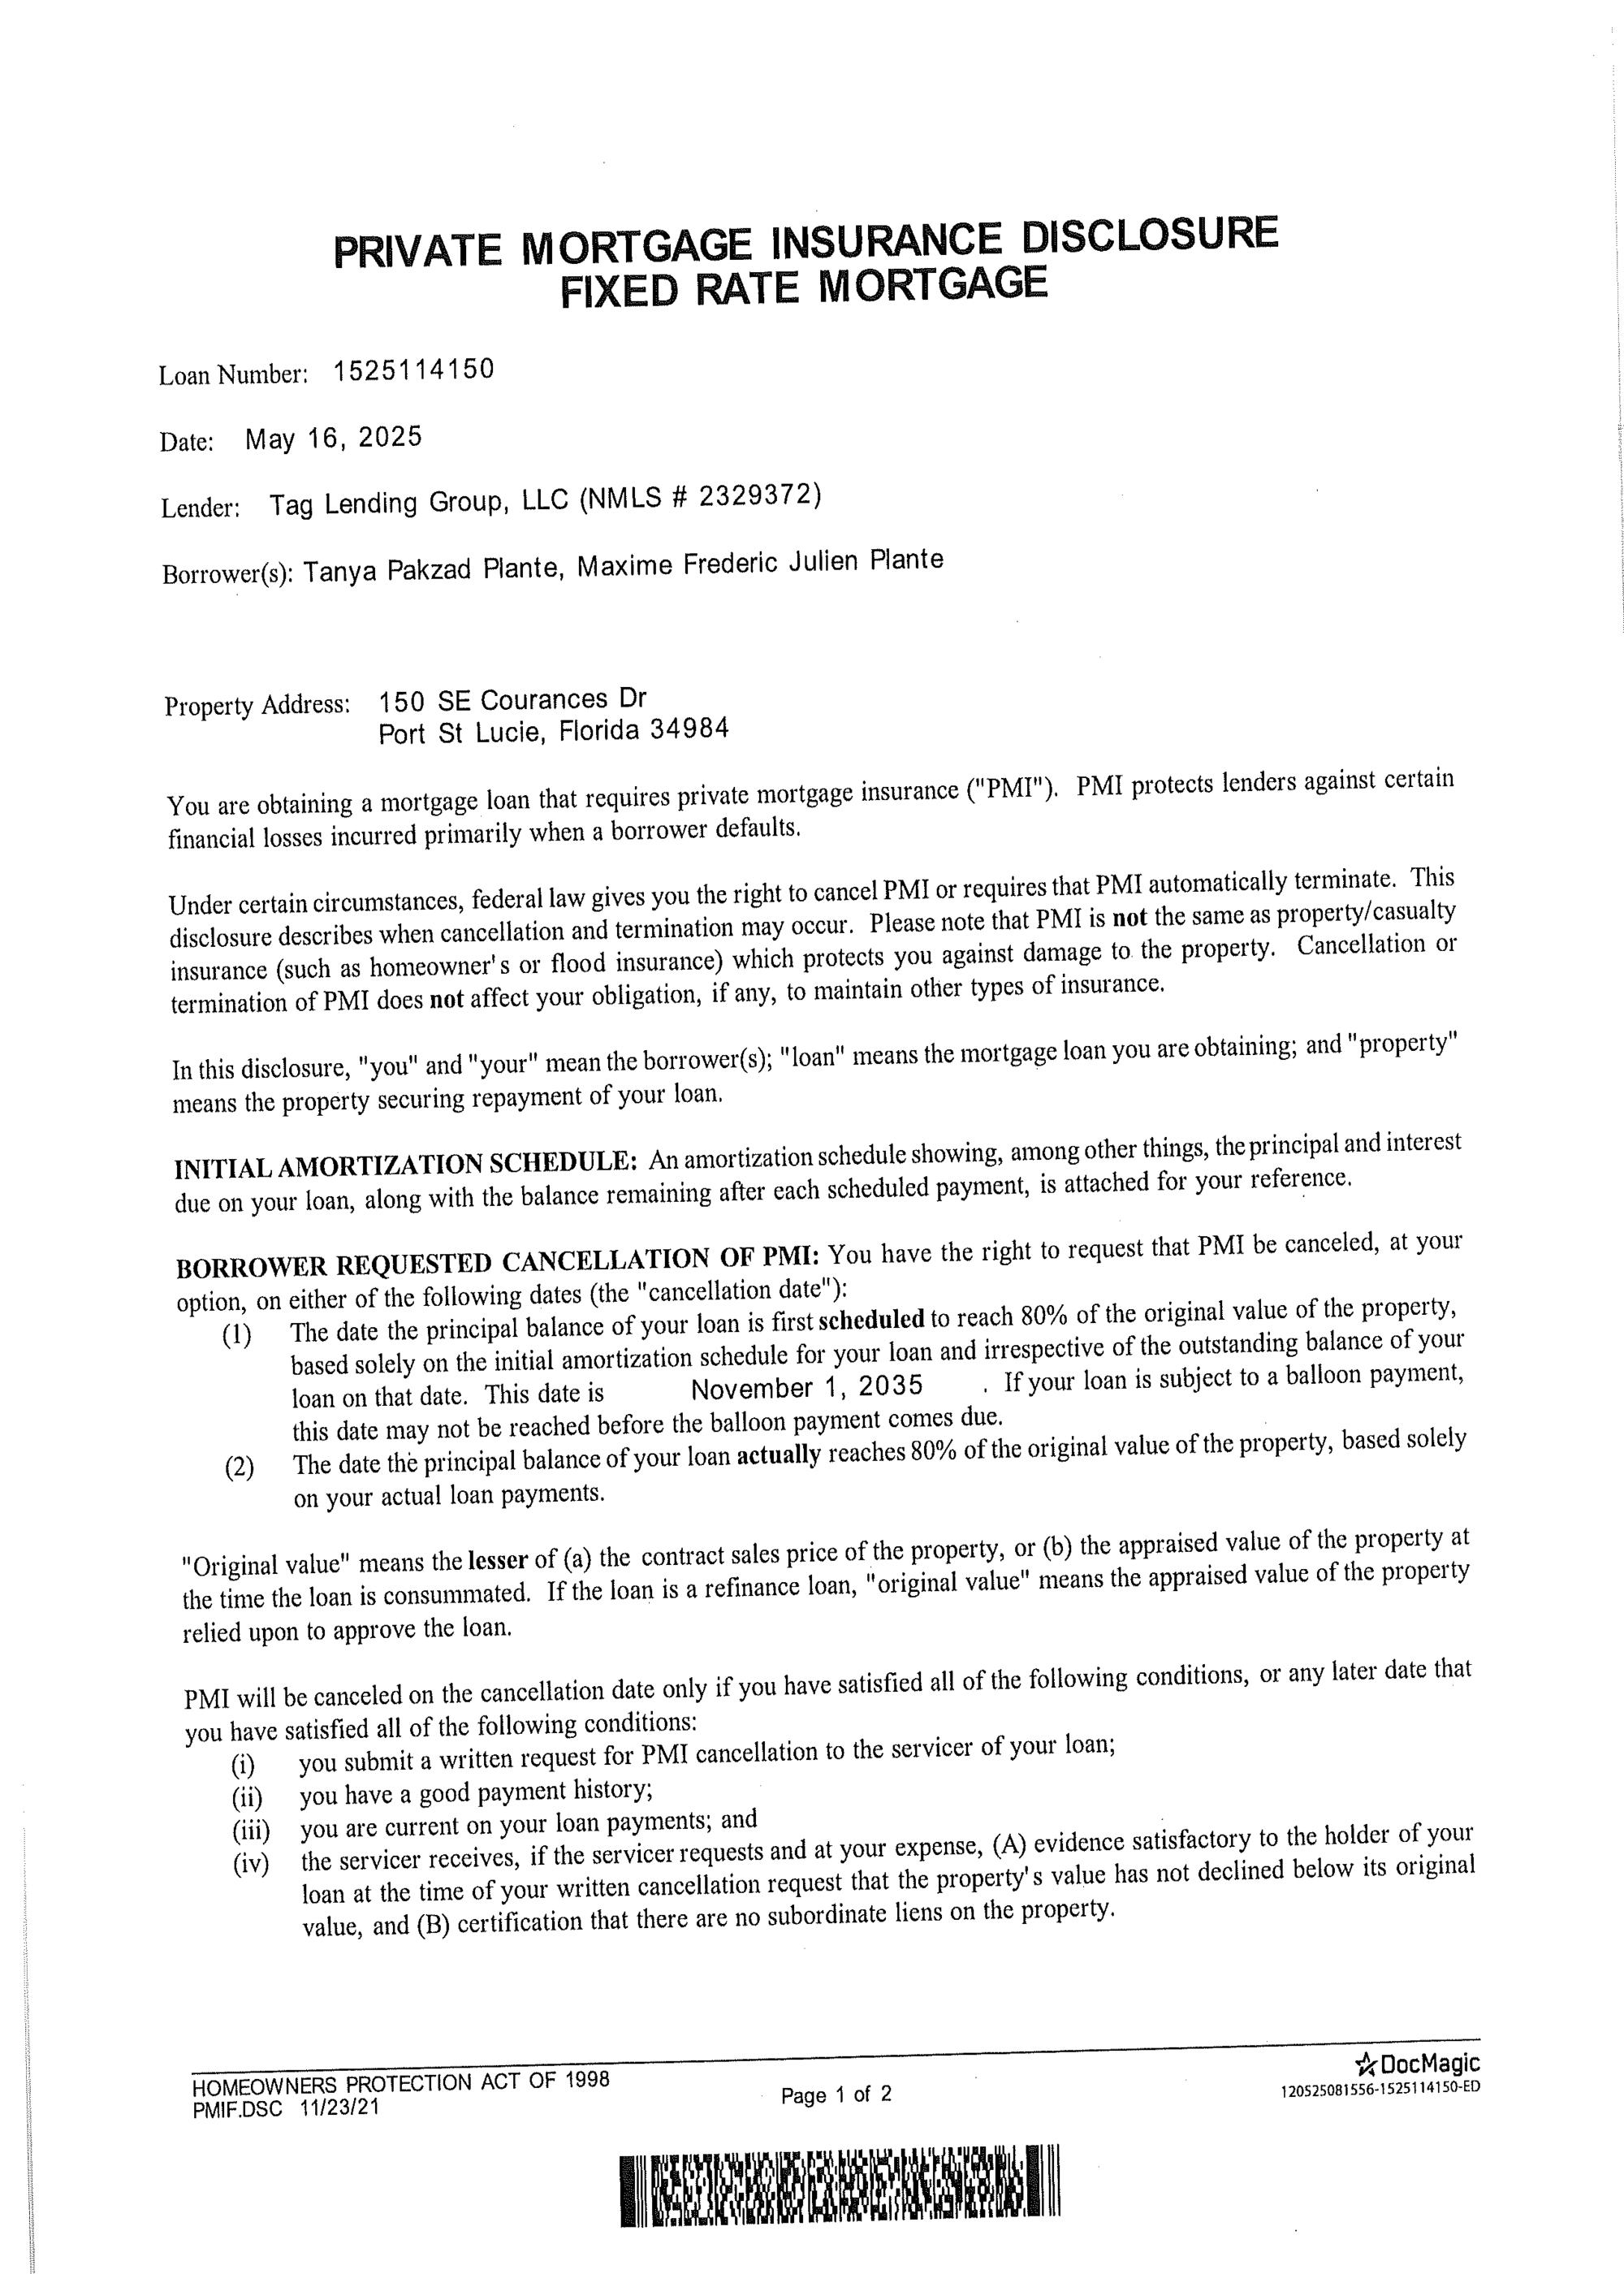 PRIVATE MORTGAGE INSURANCE DISCLOSURE
FIXED RATE MORTGAGE
Loan Number: 1525114150
Date: May 16, 2025
Lender: Tag Lending Group, LLC (NMLS # 2329372)
Borrower(s): Tanya Pakzad Plante, Maxime Frederic Julien Plante
Property Address: 150 SE Courances Dr
Port St Lucie, Florida 34984
You are obtaining a mortgage loan that requires private mortgage insurance ("PMI"). PMI protects lenders against certain
financial losses incurred primarily when a borrower defaults.
Under certain circumstances, federal law gives you the right to cancel PMI or requires that PMI automatically terminate. This
disclosure describes when cancellation and termination may occur. Please note that PMI is not the same as property/casualty
insurance (such as homeowner's or flood insurance) which protects you against damage to the property. Cancellation or
termination of PMI does not affect your obligation, if any, to maintain other types of insurance.
In this disclosure, "you" and "your" mean the borrower(s); "loan" means the mortgage loan you are obtaining; and "property"
means the property securing repayment of your loan.
INITIAL AMORTIZATION SCHEDULE: An amortization schedule showing, among other things, the principal and interest
due on your loan, along with the balance remaining after each scheduled payment, is attached for your reference.
BORROWER REQUESTED CANCELLATION OF PMI: You have the right to request that PMI be canceled, at your
option, on either of the following dates (the "cancellation date"):
(1) The date the principal balance of your loan is first scheduled to reach 80% of the original value of the property,
based solely on the initial amortization schedule for your loan and irrespective of the outstanding balance of your
loan on that date. This date is November 1, 2035 . If your loan is subject to a balloon payment,
this date may not be reached before the balloon payment comes due.
(2) The date the principal balance of your loan actually reaches 80% of the original value of the property, based solely
on your actual loan payments.
"Original value" means the lesser of (a) the contract sales price of the property, or (b) the appraised value of the property at
the time the loan is consummated. If the loan is a refinance loan, "original value" means the appraised value of the property
relied upon to approve the loan.
PMI will be canceled on the cancellation date only if you have satisfied all of the following conditions, or any later date that
you have satisfied all of the following conditions:
(i) you submit a written request for PMI cancellation to the servicer of your loan;
(ii) you have a good payment history;
(iii) you are current on your loan payments; and
(iv) the servicer receives, if the servicer requests and at your expense, (A) evidence satisfactory to the holder of your
loan at the time of your written cancellation request that the property's value has not declined below its original
value, and (B) certification that there are no subordinate liens on the property.
HOMEOWNERS PROTECTION ACT OF 1998
PMIF.DSC 11/23/21
Page 1 of 2
DocMagic
120525081556-1525114150-ED